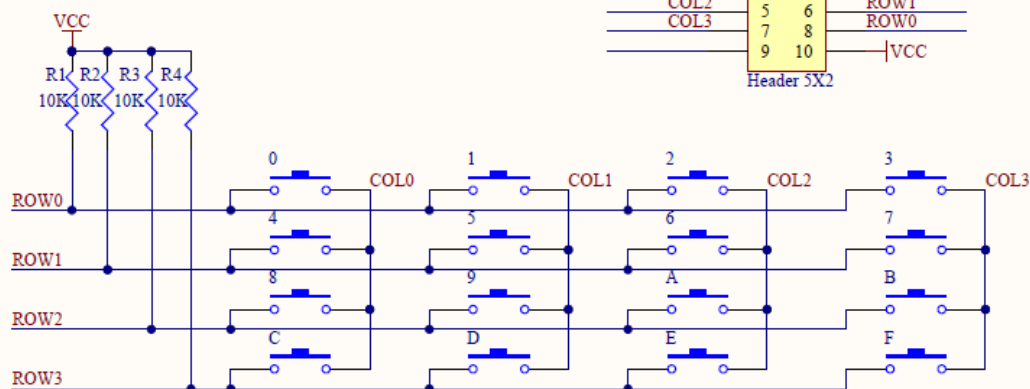 COL2 5 6 ROW1
COL3 7 8 ROW0
9 10 VCC
Header 5X2
VCC
R1 R2 R3 R4
10K 10K 10K 10K
0 1 2 3
COL0 COL1 COL2 COL3
ROW0
4 5 6 7
ROW1
8 9 A B
ROW2
C D E F
ROW3